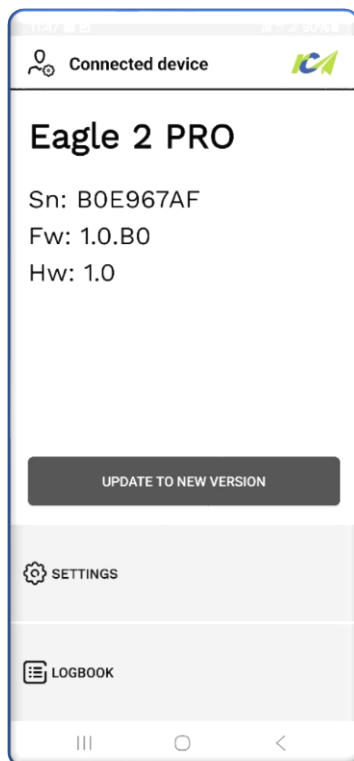 Connected device
Eagle 2 PRO
Sn: B0E967AF
Fw: 1.0.B0
Hw: 1.0
UPDATE TO NEW VERSION
SETTINGS
LOGBOOK